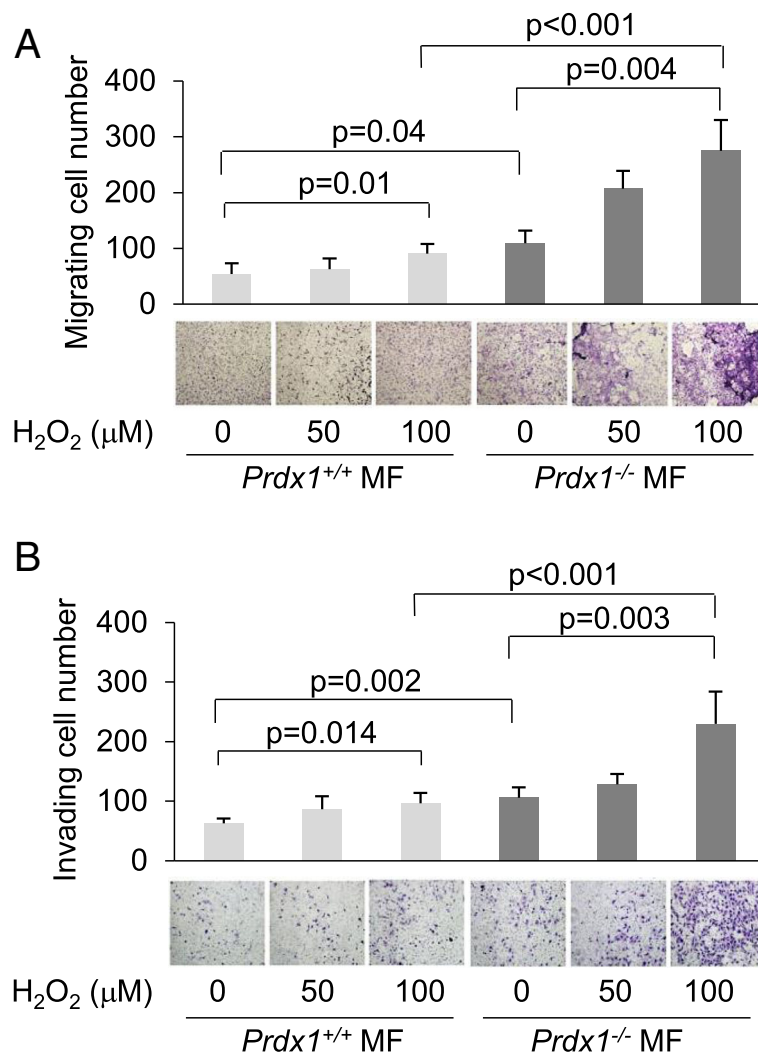 A
Migrating cell number
400
300
200
100
0
p<0.001
p=0.004
p=0.04
p=0.01
H₂O₂ (μM) 0 50 100 0 50 100
Prdx1⁺/⁺ MF Prdx1⁻/⁻ MF
B
Invading cell number
400
300
200
100
0
p<0.001
p=0.003
p=0.002
p=0.014
H₂O₂ (μM) 0 50 100 0 50 100
Prdx1⁺/⁺ MF Prdx1⁻/⁻ MF